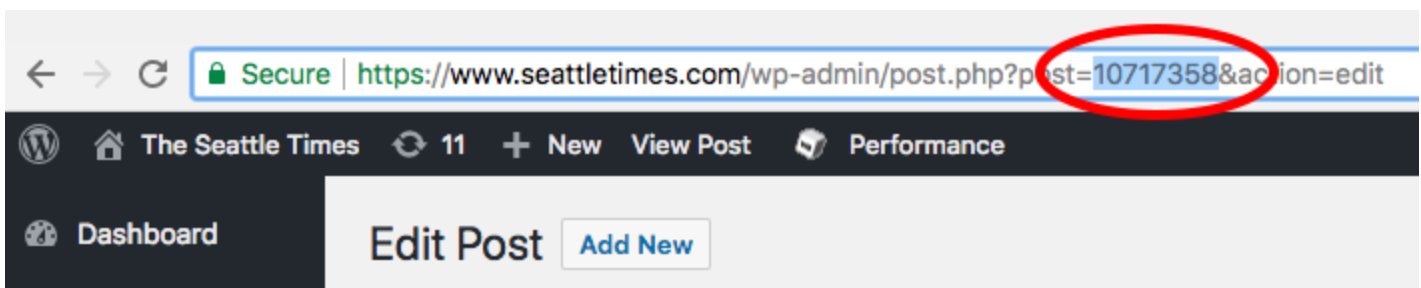 Secure | https://www.seattletimes.com/wp-admin/post.php?post=10717358&action=edit
The Seattle Times 11 + New View Post Performance
Dashboard
Edit Post Add New